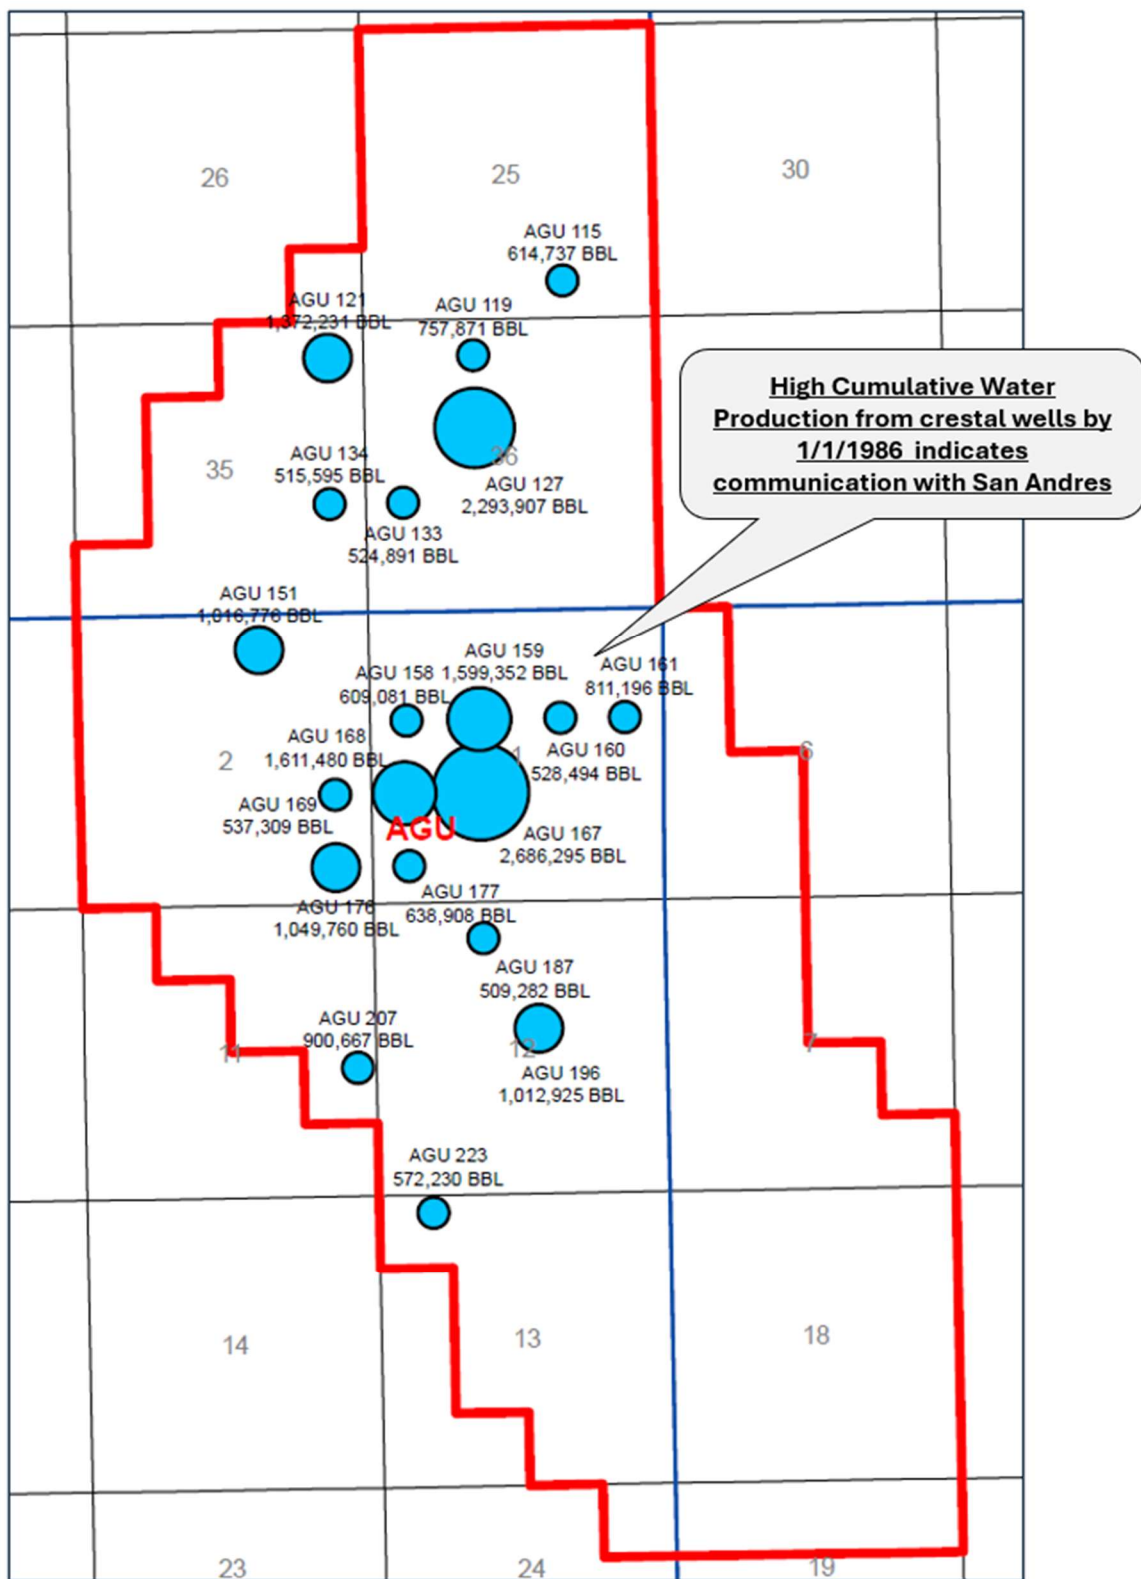 26
25
30
AGU 115
614,737 BBL
AGU 121
1,372,231 BBL
AGU 119
757,871 BBL
High Cumulative Water
Production from crestal wells by
1/1/1986 indicates
communication with San Andres
35
AGU 134
515,595 BBL
36
AGU 127
2,293,907 BBL
AGU 133
524,891 BBL
AGU 151
1,016,776 BBL
AGU 159
1,599,352 BBL
AGU 158
609,081 BBL
AGU 161
811,196 BBL
AGU 168
1,611,480 BBL
2
1
AGU 160
528,494 BBL
6
AGU 169
537,309 BBL
AGU
AGU 167
2,686,295 BBL
AGU 177
638,908 BBL
AGU 176
1,049,760 BBL
AGU 187
509,282 BBL
AGU 207
900,667 BBL
11
12
7
AGU 196
1,012,925 BBL
AGU 223
572,230 BBL
14
13
18
23
24
19